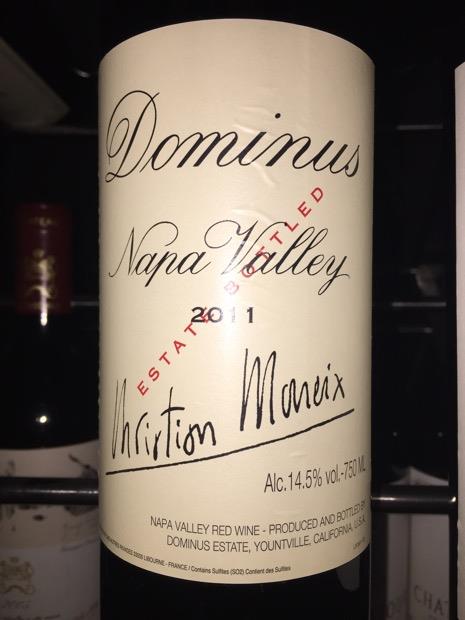 Dominus
Napa Valley
ESTATE BOTTLED
2011
Christian Moueix
Alc.14.5% vol.-750 ML
NAPA VALLEY RED WINE - PRODUCED AND BOTTLED BY
DOMINUS ESTATE, YOUNTVILLE, CALIFORNIA, U.S.A.
LIBOURNE - FRANCE / Contains Sulfites (SO2) Contient des Sulfites
CHAT